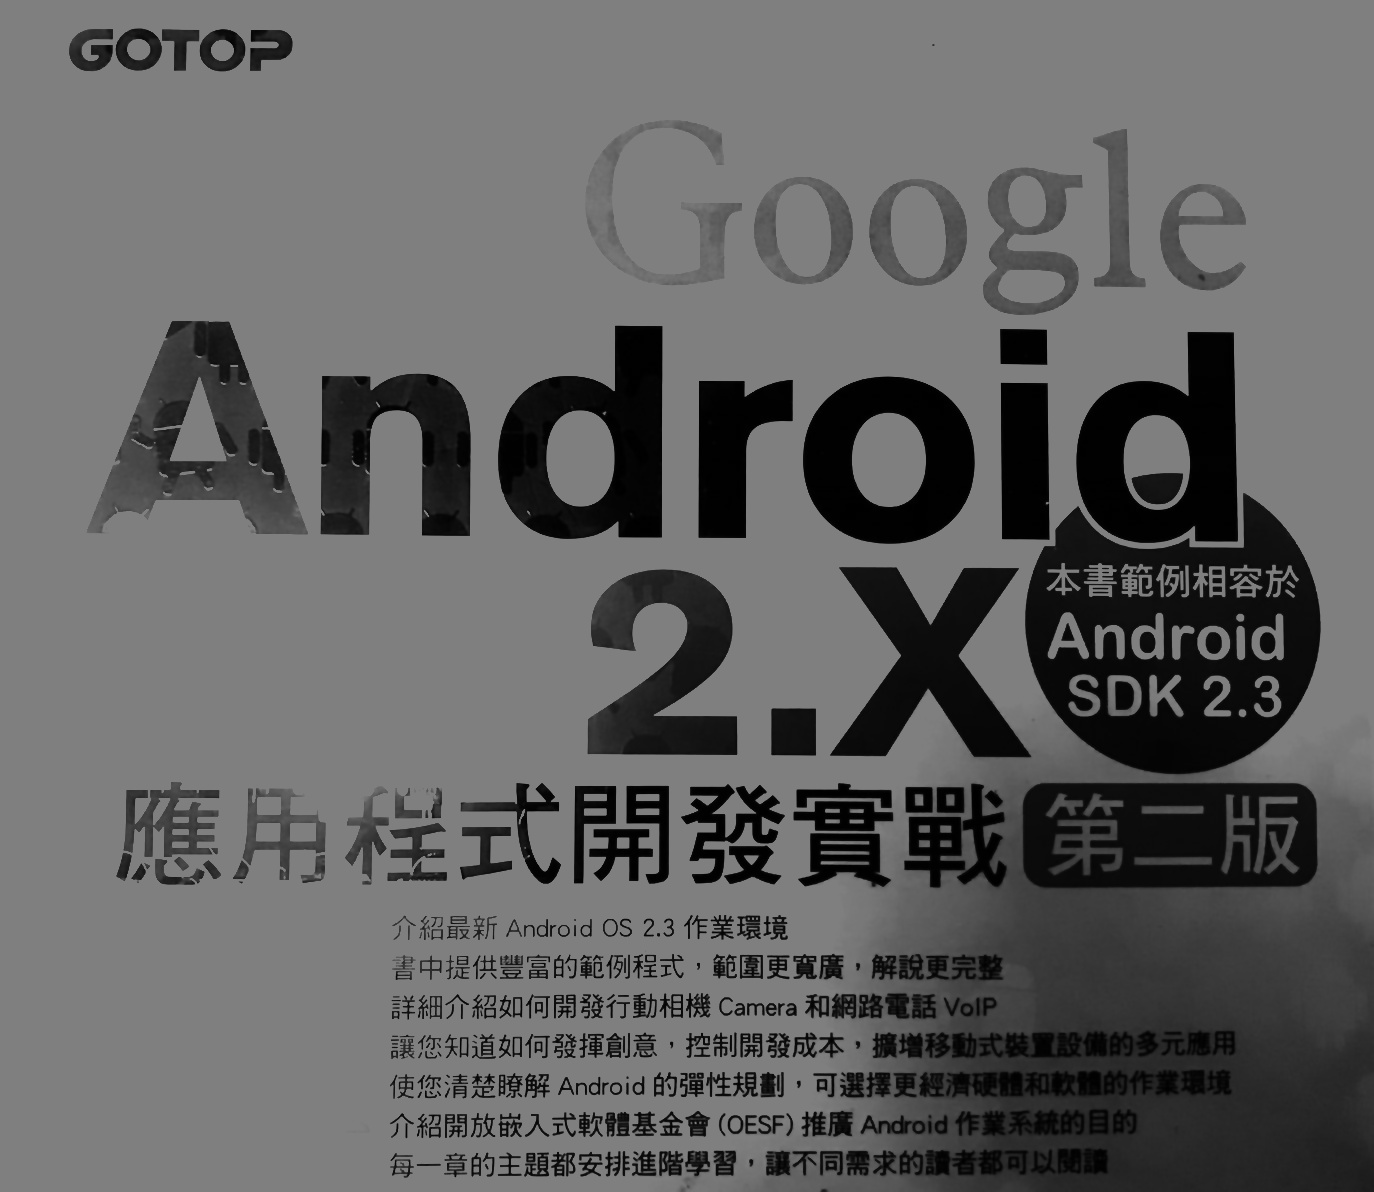 GOTOP
Google
Android
2.X
本書範例相容於
Android
SDK 2.3
應用程式開發實戰 第二版
介紹最新 Android OS 2.3 作業環境
書中提供豐富的範例程式，範圍更寬廣，解說更完整
詳細介紹如何開發行動相機 Camera 和網路電話 VoIP
讓您知道如何發揮創意，控制開發成本，擴增移動式裝置設備的多元應用
使您清楚瞭解 Android 的彈性規劃，可選擇更經濟硬體和軟體的作業環境
介紹開放嵌入式軟體基金會 (OESF) 推廣 Android 作業系統的目的
每一章的主題都安排進階學習，讓不同需求的讀者都可以閱讀